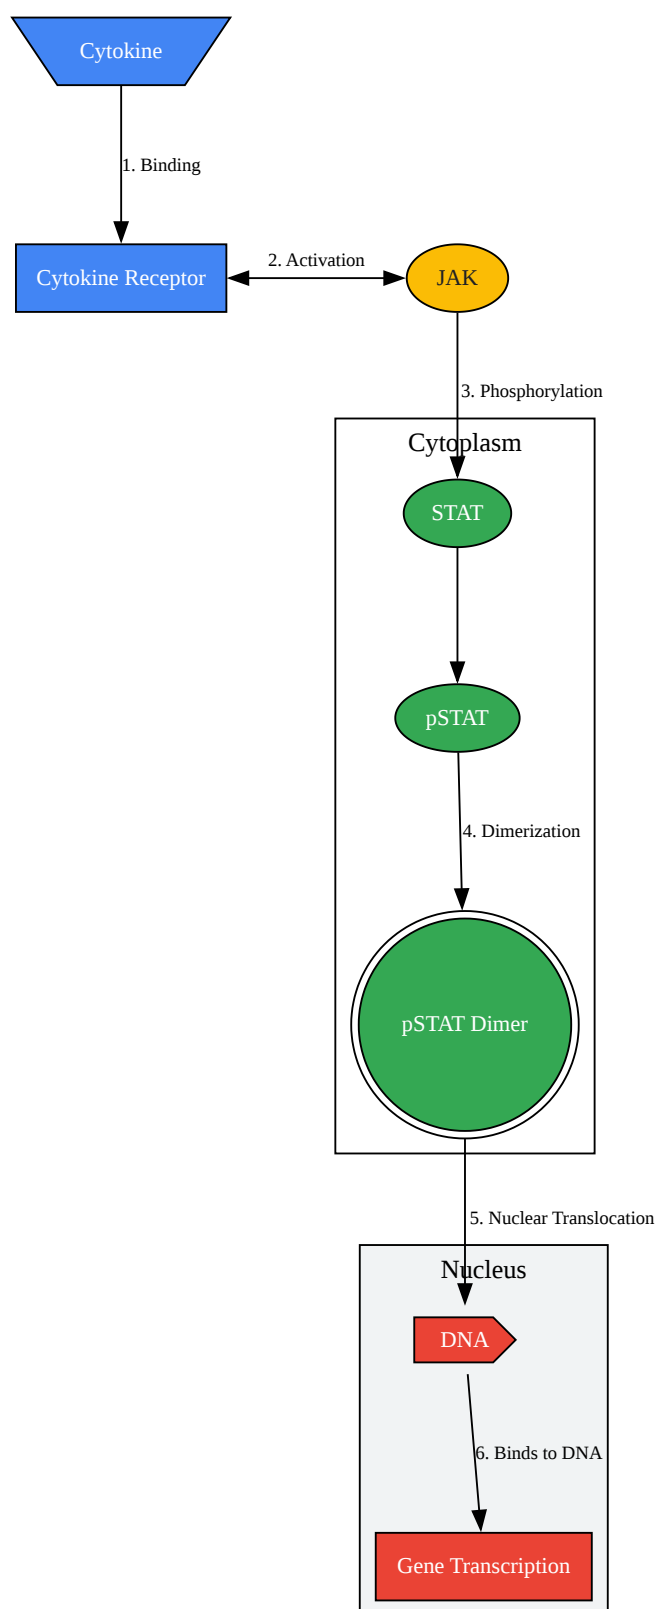 Cytokine
1. Binding
Cytokine Receptor
2. Activation
JAK
3. Phosphorylation
Cytoplasm
STAT
pSTAT
4. Dimerization
pSTAT Dimer
5. Nuclear Translocation
Nucleus
DNA
6. Binds to DNA
Gene Transcription